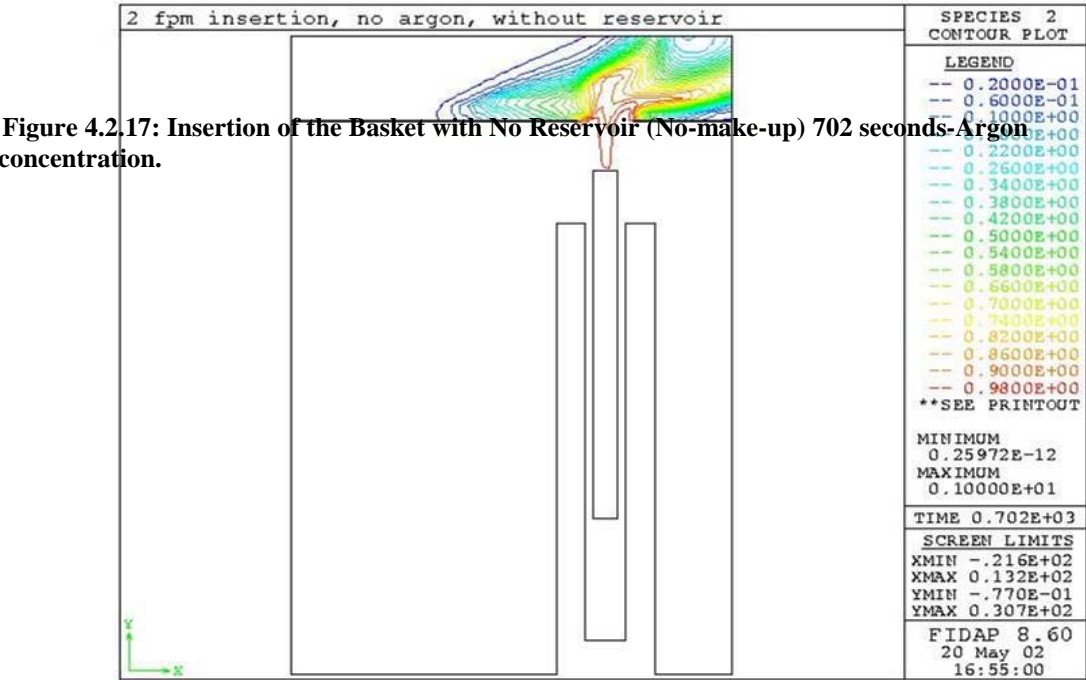 2 fpm insertion, no argon, without reservoir
Figure 4.2.17: Insertion of the Basket with No Reservoir (No-make-up) 702 seconds-Argon
concentration.
SPECIES 2
CONTOUR PLOT
LEGEND
-- 0.2000E-01
-- 0.6000E-01
-- 0.1000E+00
-- 0.2200E+00
-- 0.2600E+00
-- 0.3400E+00
-- 0.3800E+00
-- 0.4200E+00
-- 0.5000E+00
-- 0.5400E+00
-- 0.5800E+00
-- 0.6600E+00
-- 0.7000E+00
-- 0.7400E+00
-- 0.8200E+00
-- 0.8600E+00
-- 0.9000E+00
-- 0.9800E+00
**SEE PRINTOUT
MINIMUM
0.25972E-12
MAXIMUM
0.10000E+01
TIME 0.702E+03
SCREEN LIMITS
XMIN -.216E+02
XMAX 0.132E+02
YMIN -.770E-01
YMAX 0.307E+02
FIDAP 8.60
20 May 02
16:55:00
Y
X